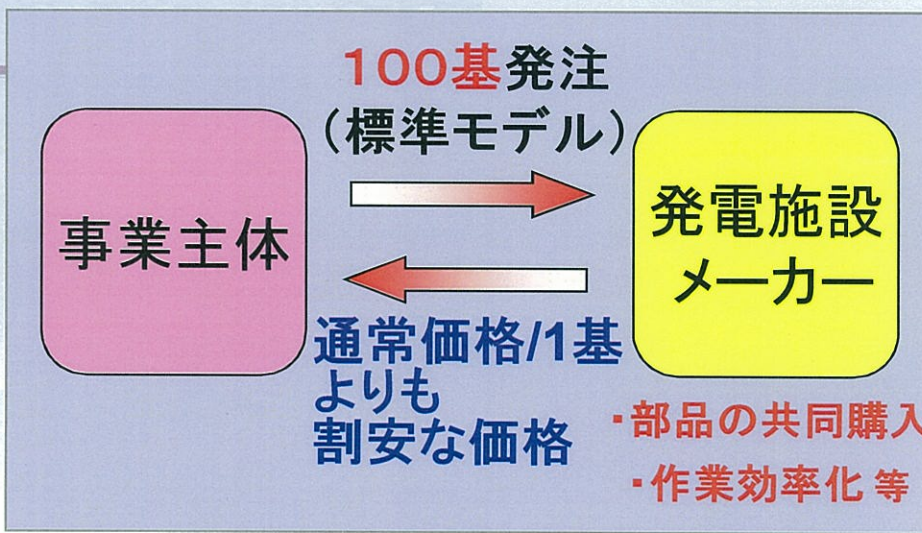 100基発注
(標準モデル)
事業主体
発電施設
メーカー
通常価格/1基
よりも
割安な価格
・部品の共同購入
・作業効率化 等